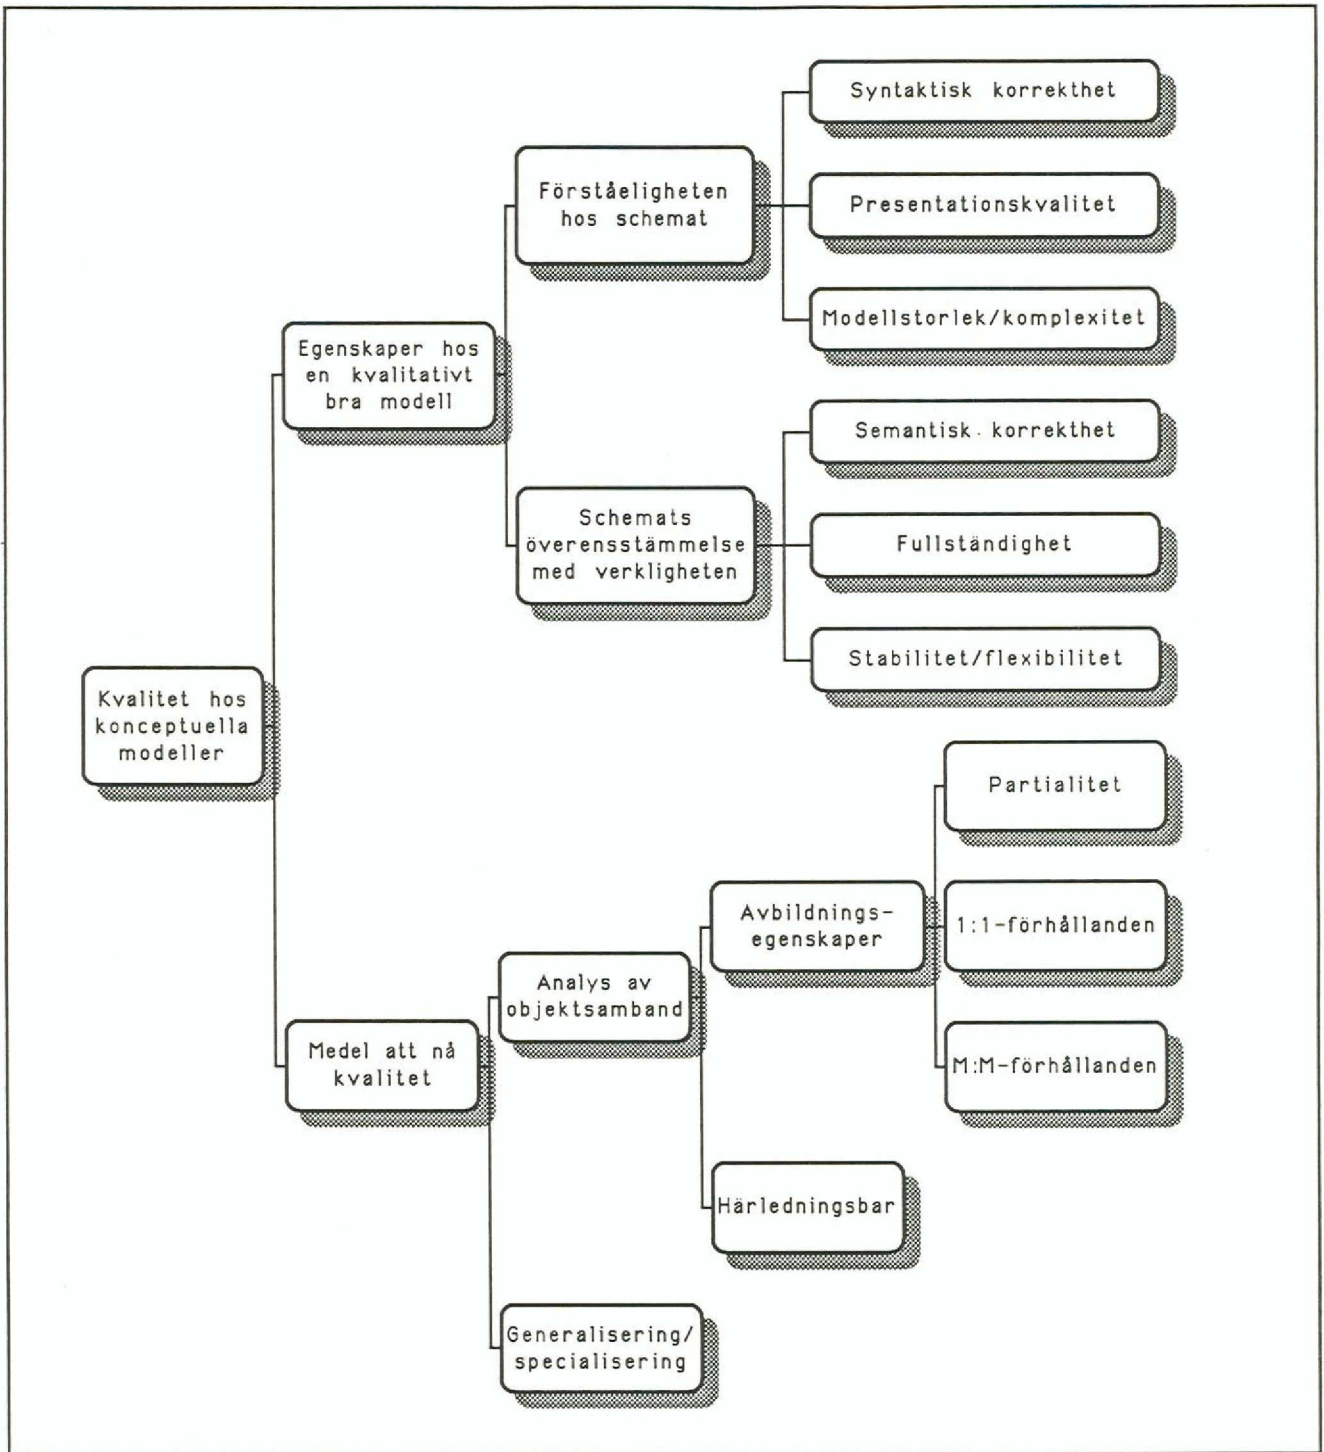 Syntaktisk korrekthet
Förståeligheten
hos schemat
Presentationskvalitet
Modellstorlek/komplexitet
Egenskaper hos
en kvalitativt
bra modell
Semantisk korrekthet
Schemats
överensstämmelse
med verkligheten
Fullständighet
Stabilitet/flexibilitet
Kvalitet hos
konceptuella
modeller
Partialitet
Avbildnings-
egenskaper
1:1-förhållanden
Analys av
objektsamband
Medel att nå
kvalitet
M:M-förhållanden
Härledningsbar
Generalisering/
specialisering